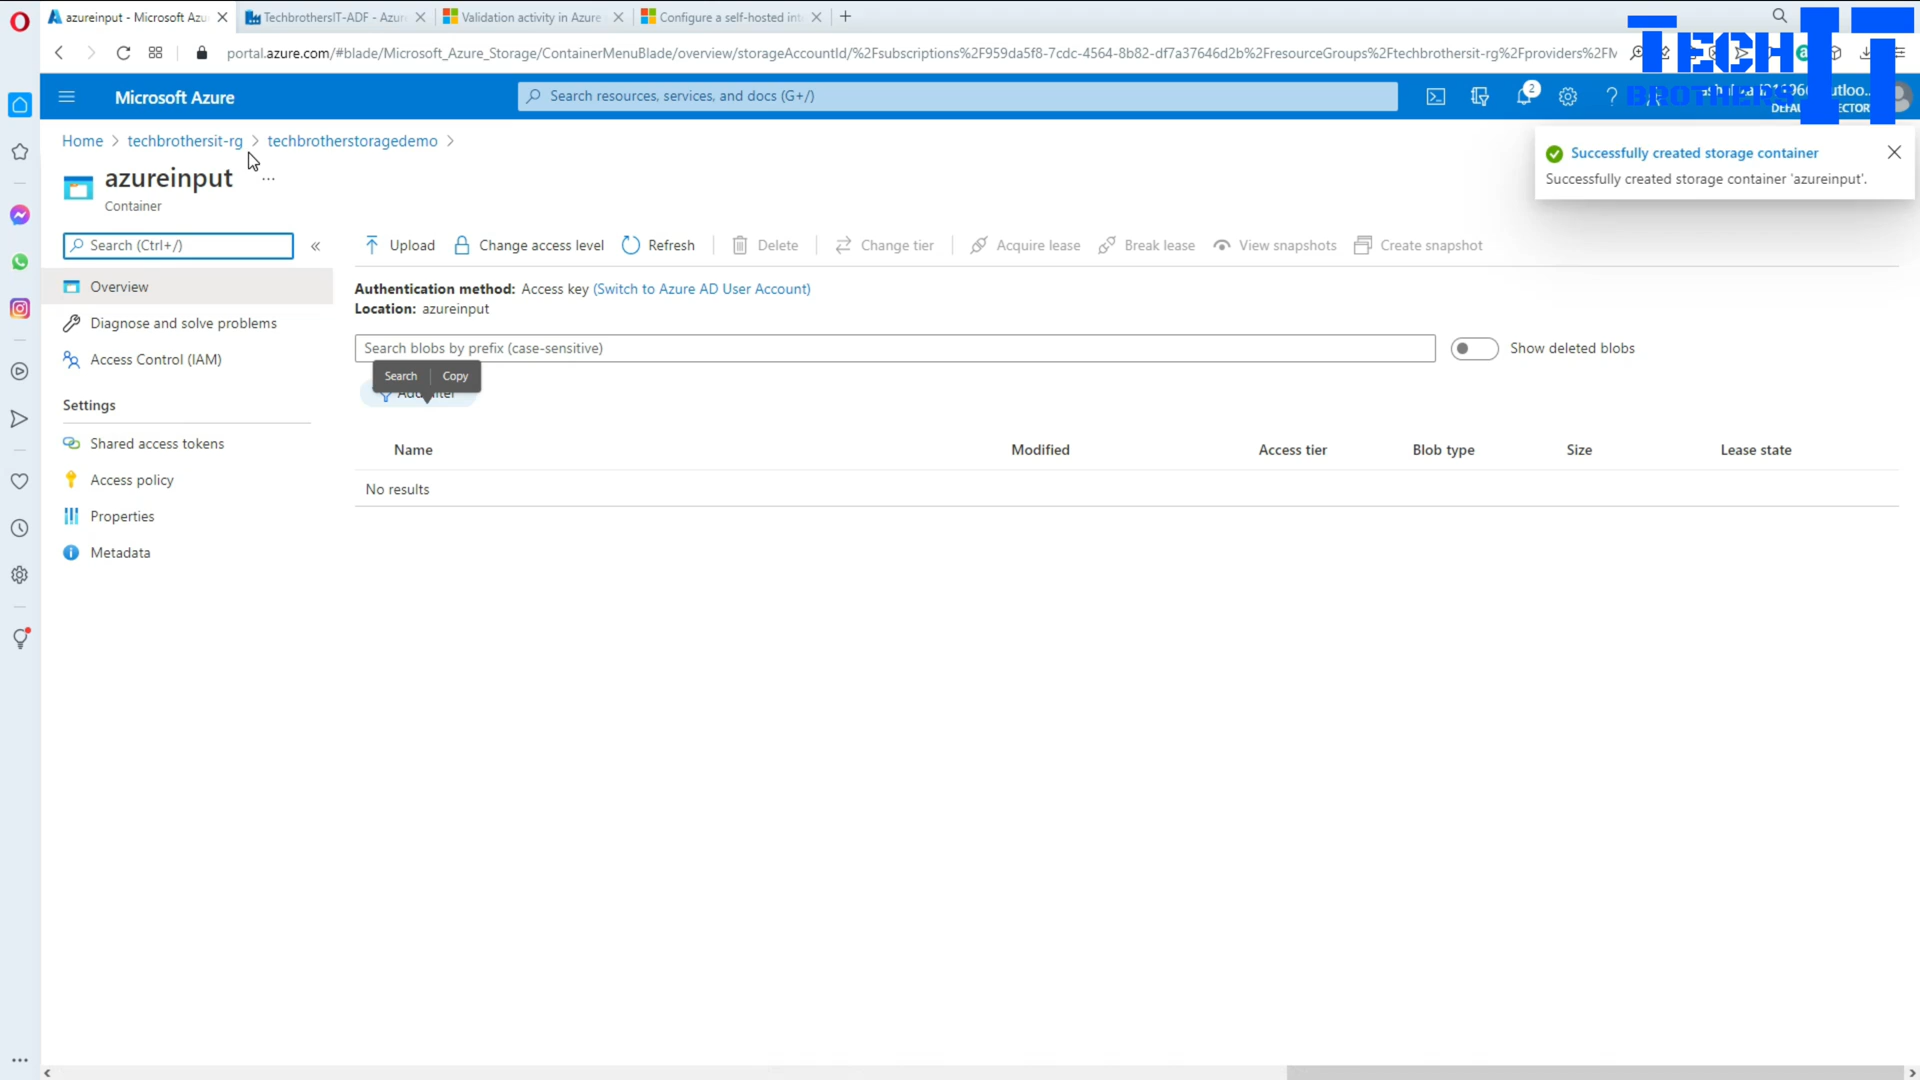 azureinput - Microsoft Azu
TechbrothersIT-ADF - Azur
Validation activity in Azure
Configure a self-hosted int
portal.azure.com/#blade/Microsoft_Azure_Storage/ContainerMenuBlade/overview/storageAccountId/%2Fsubscriptions%2F959da5f8-7cdc-4564-8b82-df7a37646d2b%2FresourceGroups%2Ftechbrothersit-rg%2Fproviders%2FM
TECH IT
BROTHERS
Microsoft Azure
Search resources, services, and docs (G+/)
2
Home > techbrothersit-rg > techbrotherstoragedemo >
azureinput ...
Container
Successfully created storage container
Successfully created storage container 'azureinput'.
Search (Ctrl+/)
«
Upload
Change access level
Refresh
Delete
Change tier
Acquire lease
Break lease
View snapshots
Create snapshot
Overview
Diagnose and solve problems
Access Control (IAM)
Settings
Shared access tokens
Access policy
Properties
Metadata
Authentication method: Access key (Switch to Azure AD User Account)
Location: azureinput
Search blobs by prefix (case-sensitive)
Show deleted blobs
Search
Copy
Name
Modified
Access tier
Blob type
Size
Lease state
No results